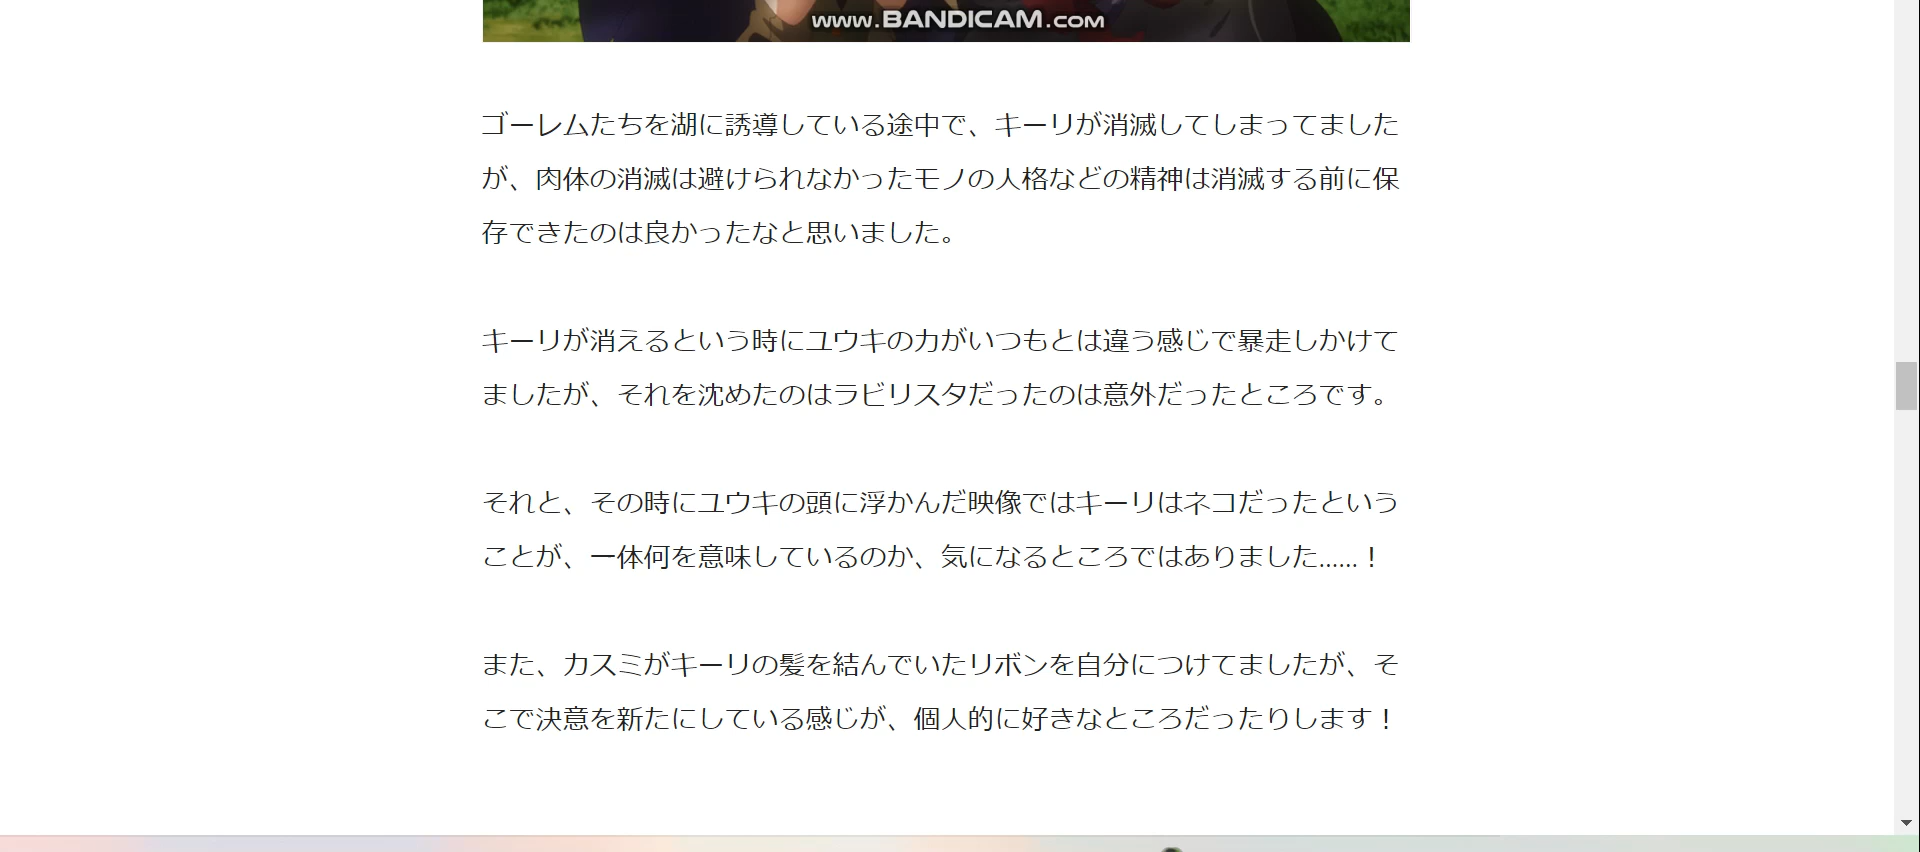 www.BANDICAM.com
ゴーレムたちを湖に誘導している途中で、キーリが消滅してしまってました
が、肉体の消滅は避けられなかったモノの人格などの精神は消滅する前に保
存できたのは良かったなと思いました。
キーリが消えるという時にユウキの力がいつもとは違う感じで暴走しかけて
ましたが、それを沈めたのはラビリスタだったのは意外だったところです。
それと、その時にユウキの頭に浮かんだ映像ではキーリはネコだったという
ことが、一体何を意味しているのか、気になるところではありました……！
また、カスミがキーリの髪を結んでいたリボンを自分につけてましたが、そ
こで決意を新たにしている感じが、個人的に好きなところだったりします！